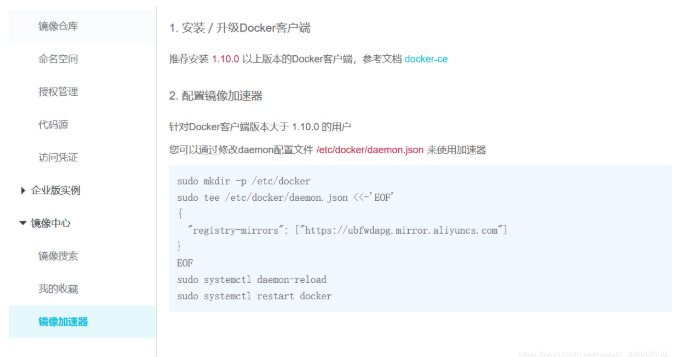 镜像仓库
命名空间
授权管理
代码源
访问凭证
企业版实例
镜像中心
镜像搜索
我的收藏
镜像加速器
1. 安装 / 升级Docker客户端
推荐安装 1.10.0 以上版本的Docker客户端，参考文档 docker-ce
2. 配置镜像加速器
针对Docker客户端版本大于 1.10.0 的用户
您可以通过修改daemon配置文件 /etc/docker/daemon.json 来使用加速器
sudo mkdir -p /etc/docker
sudo tee /etc/docker/daemon.json <<-'EOF'
{
"registry-mirrors": ["https://ubfwdapg.mirror.aliyuncs.com"]
}
EOF
sudo systemctl daemon-reload
sudo systemctl restart docker